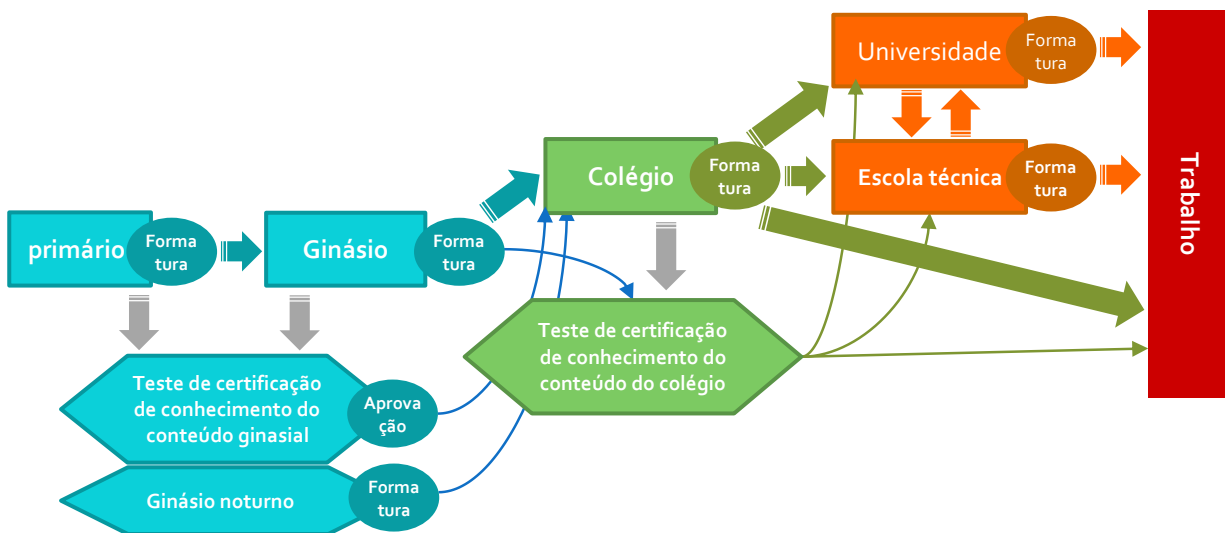 primário
Forma
tura
Ginásio
Forma
tura
Colégio
Forma
tura
Universidade
Forma
tura
Escola técnica
Forma
tura
Trabalho
Teste de certificação
de conhecimento do
conteúdo do colégio
Teste de certificação
de conhecimento do
conteúdo ginasial
Aprova
ção
Ginásio noturno
Forma
tura